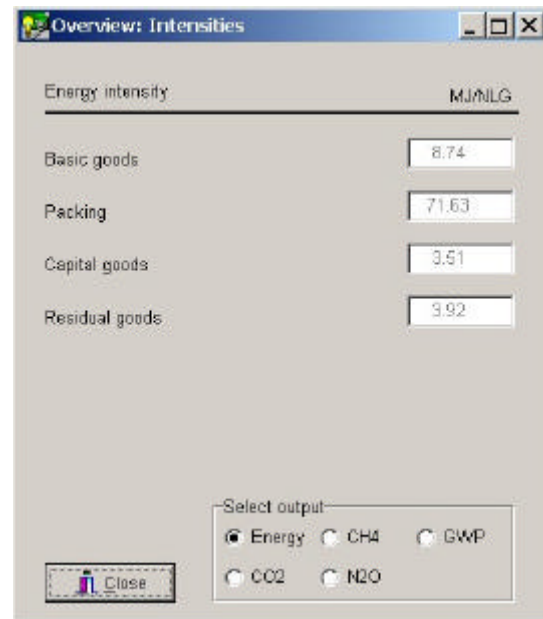 Overview: Intensities
Energy intensity MJ/NLG
Basic goods 8.74
Packing 71.63
Capital goods 3.51
Residual goods 3.92
Select output
Energy CH4 GWP
CO2 N2O
Close